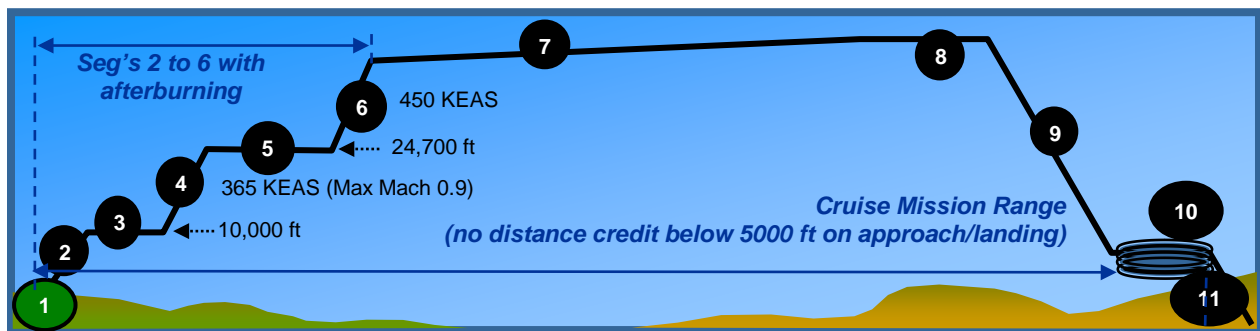 7
8
Seg's 2 to 6 with
afterburning
6
450 KEAS
9
5
24,700 ft
4
365 KEAS (Max Mach 0.9)
3
Cruise Mission Range
10
10,000 ft
(no distance credit below 5000 ft on approach/landing)
2
1
11